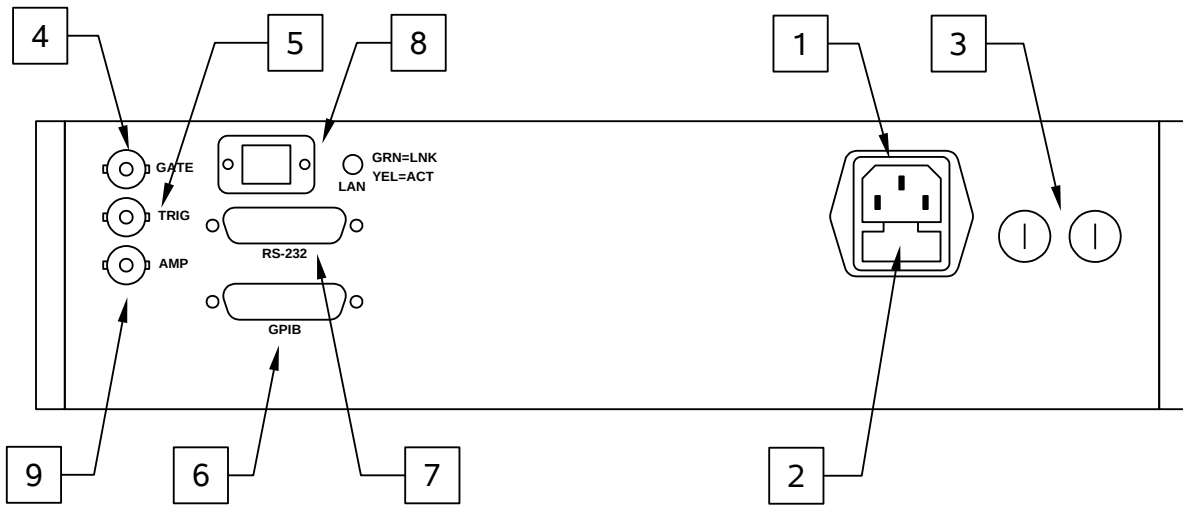 4
5
8
1
3
GATE
GRN=LNK
YEL=ACT
LAN
TRIG
RS-232
AMP
GPIB
9
6
7
2